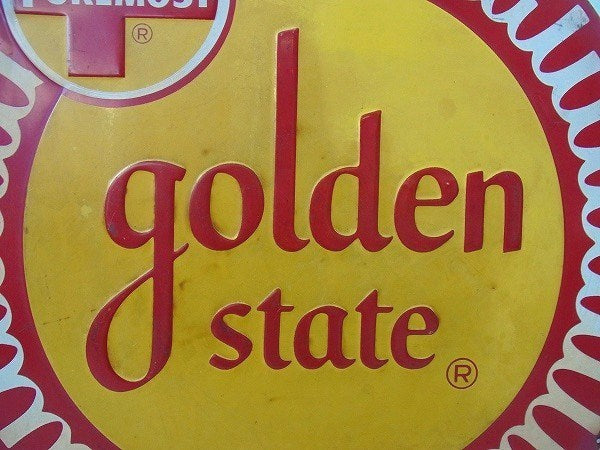 FOREMOST
®
golden
state
®